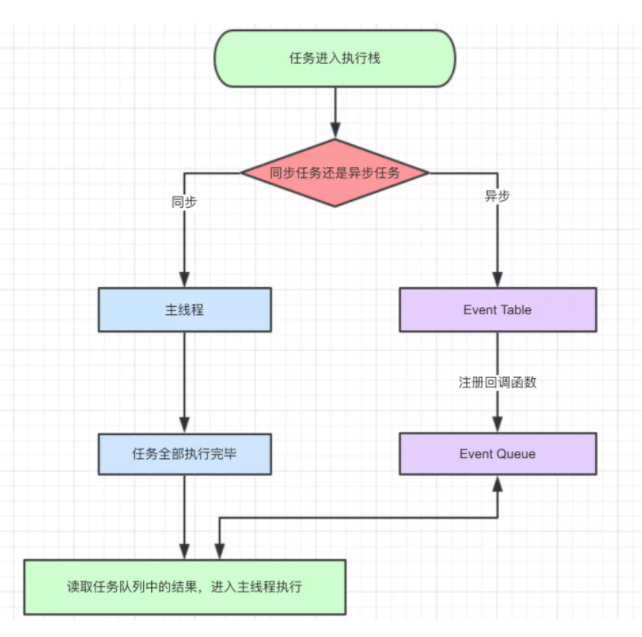 任务进入执行栈
同步任务还是异步任务
同步
异步
主线程
Event Table
注册回调函数
任务全部执行完毕
Event Queue
读取任务队列中的结果，进入主线程执行